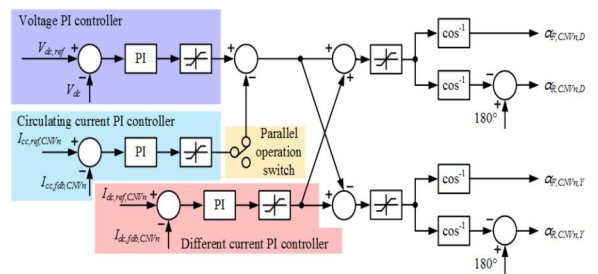 Voltage PI controller
V_dc,ref
+
−
V_dc
PI
+
−
+
+
cos⁻¹
α_F,CNVn,D
cos⁻¹
−
+
180°
α_R,CNVn,D
Circulating current PI controller
I_cc,ref,CNVn
+
−
I_cc,fdb,CNVn
PI
Parallel
operation
switch
I_dc,ref,CNVn
+
−
I_dc,fdb,CNVn
PI
Different current PI controller
−
+
cos⁻¹
α_F,CNVn,Y
cos⁻¹
−
+
180°
α_R,CNVn,Y